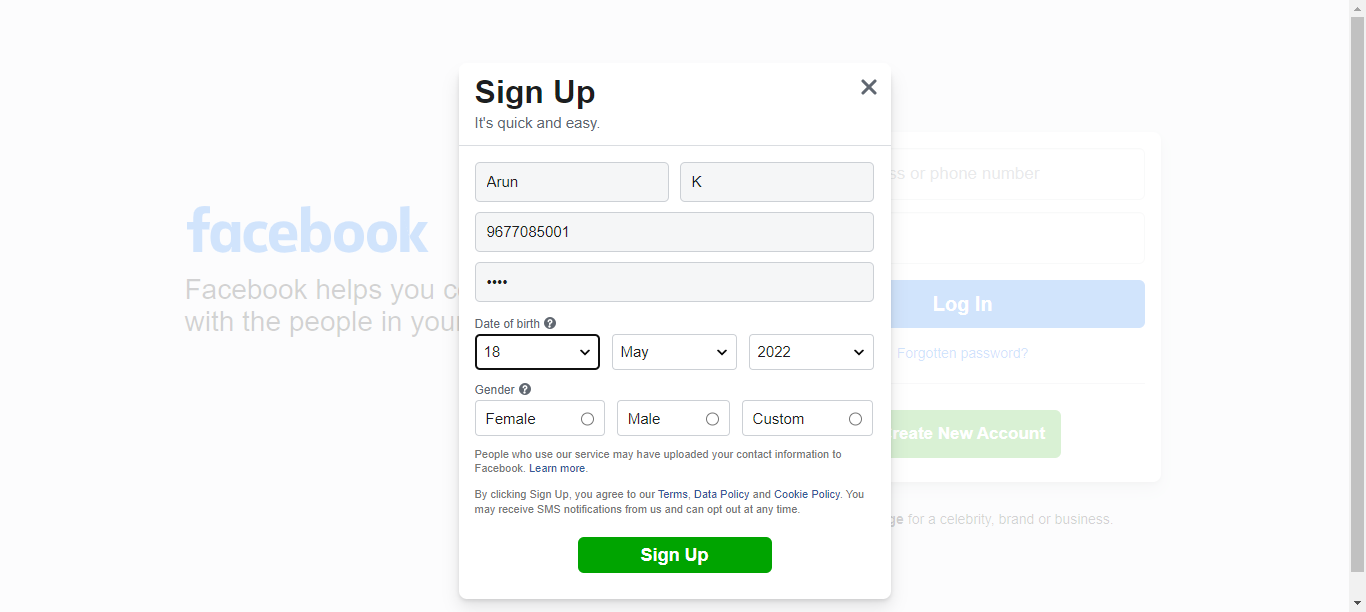 Sign Up
It's quick and easy.
Arun K
9677085001
••••
Date of birth ?
18 May 2022
Gender ?
Female Male Custom
People who use our service may have uploaded your contact information to
Facebook. Learn more.
By clicking Sign Up, you agree to our Terms, Data Policy and Cookie Policy. You
may receive SMS notifications from us and can opt out at any time.
Sign Up
facebook
Facebook helps you
with the people in your
or phone number
Log In
Forgotten password?
New Account
for a celebrity, brand or business.